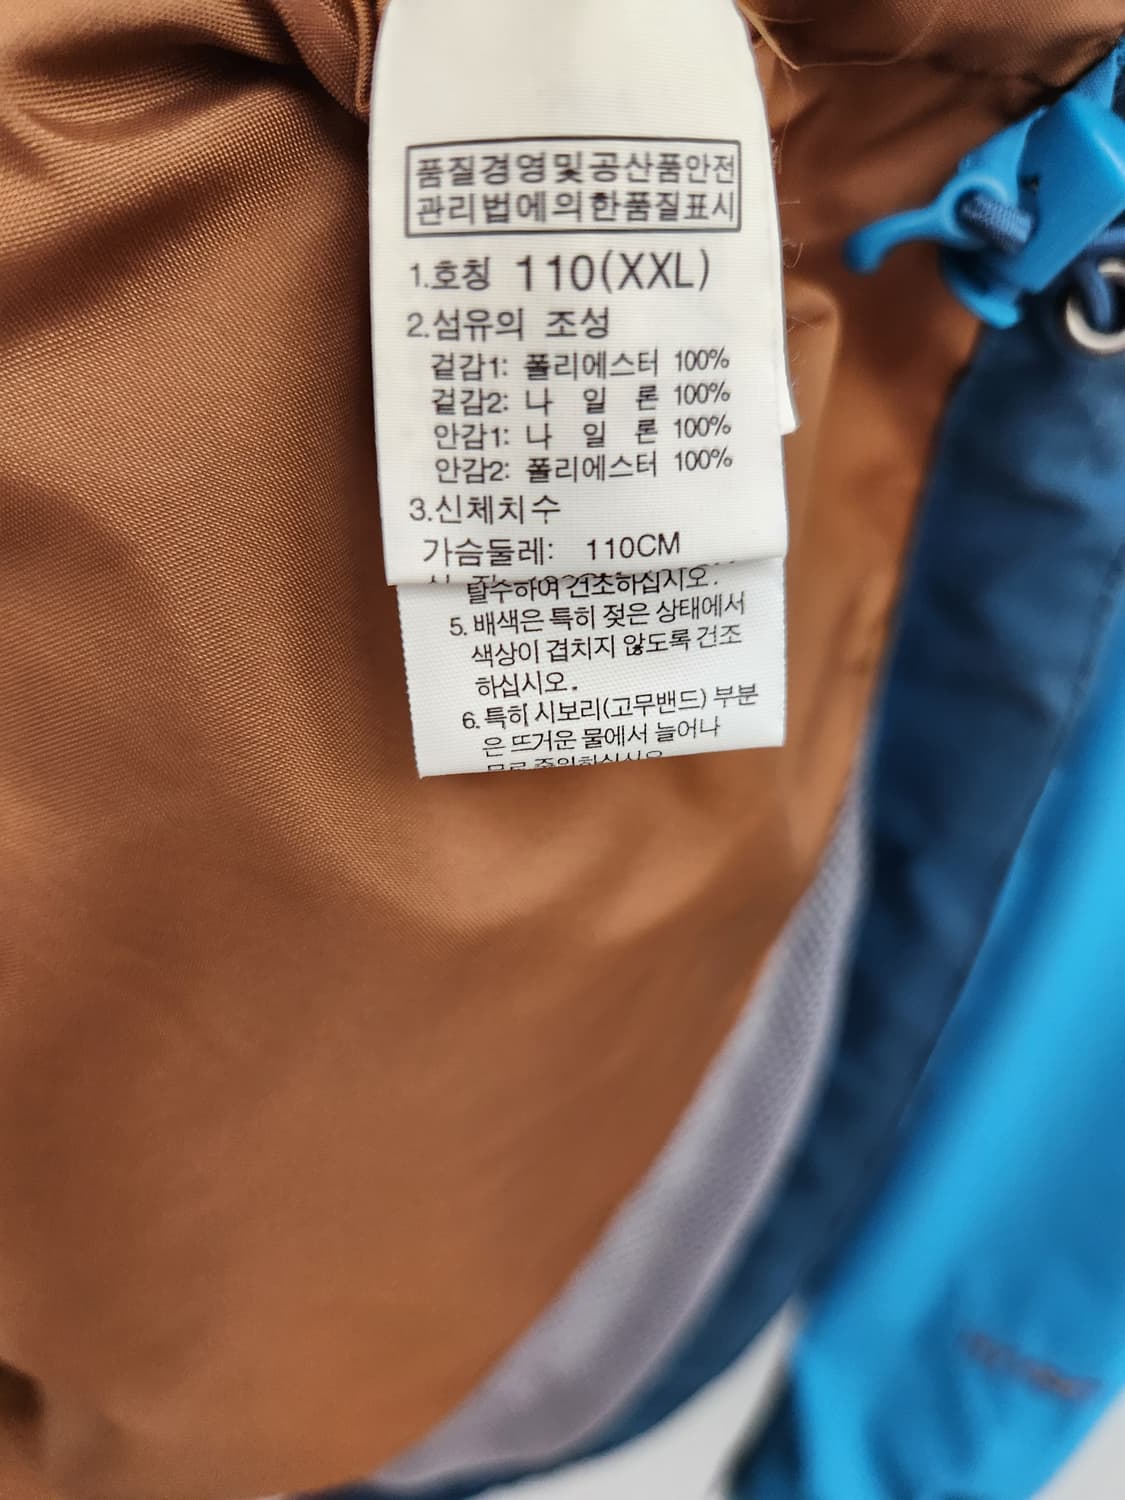 품질경영및공산품안전
관리법에의한품질표시
1.호칭 110(XXL)
2.섬유의 조성
겉감1: 폴리에스터 100%
겉감2: 나 일 론 100%
안감1: 나 일 론 100%
안감2: 폴리에스터 100%
3.신체치수
가슴둘레: 110CM
탈수하여 건조하십시오.
5. 배색은 특히 젖은 상태에서
색상이 겹치지 않도록 건조
하십시오.
6. 특히 시보리(고무밴드) 부분
은 뜨거운 물에서 늘어나